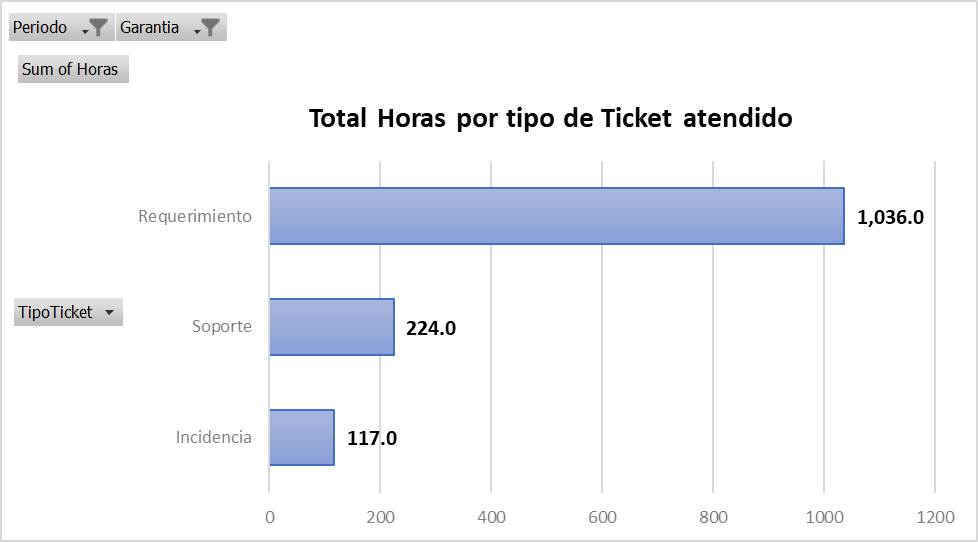 Periodo Garantia
Sum of Horas
Total Horas por tipo de Ticket atendido
Requerimiento 1,036.0
TipoTicket
Soporte 224.0
Incidencia 117.0
0 200 400 600 800 1000 1200